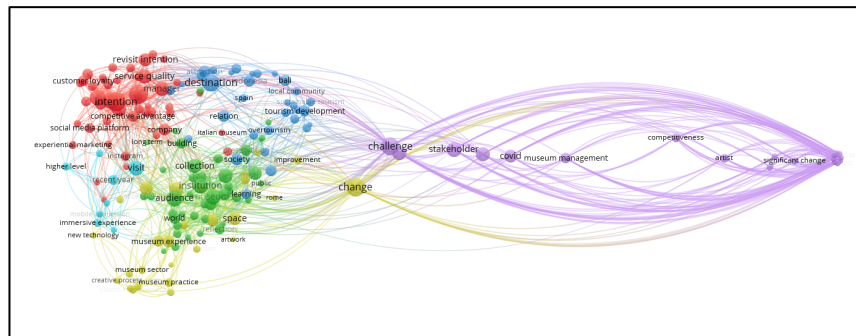 revisit intention
customer loyalty
service quality
manager
destination
bali
local community
intention
spain
competitive advantage
relation
tourism development
social media platform
company
italian museum
overtourism
experiential marketing
long term
building
challenge
stakeholder
competitiveness
instagram
society
improvement
covid
museum management
artist
significant change
higher level
visit
collection
recent year
institution
public
change
audience
learning
rome
immersive experience
world
space
new technology
museum experience
artwork
museum sector
creative process
museum practice